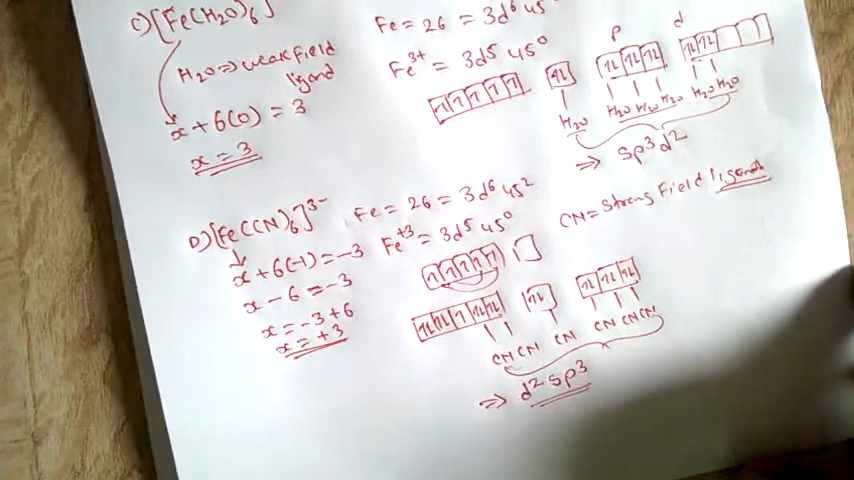 C) [Fe(H₂O)₆]
H₂O ⇒ weak field
ligand
x + 6(0) = 3
x = 3
Fe = 26 = 3d⁶ 4s
Fe³⁺ = 3d⁵ 4s⁰
p d
H₂O H₂O H₂O H₂O H₂O H₂O
⇒ sp³d²
D) [Fe(CN)₆]³⁻
x + 6(-1) = -3
x - 6 = -3
x = -3 + 6
x = +3
Fe = 26 = 3d⁶ 4s²
Fe⁺³ = 3d⁵ 4s⁰
CN = Strong Field ligand
CN CN CN CN CN CN
⇒ d²sp³